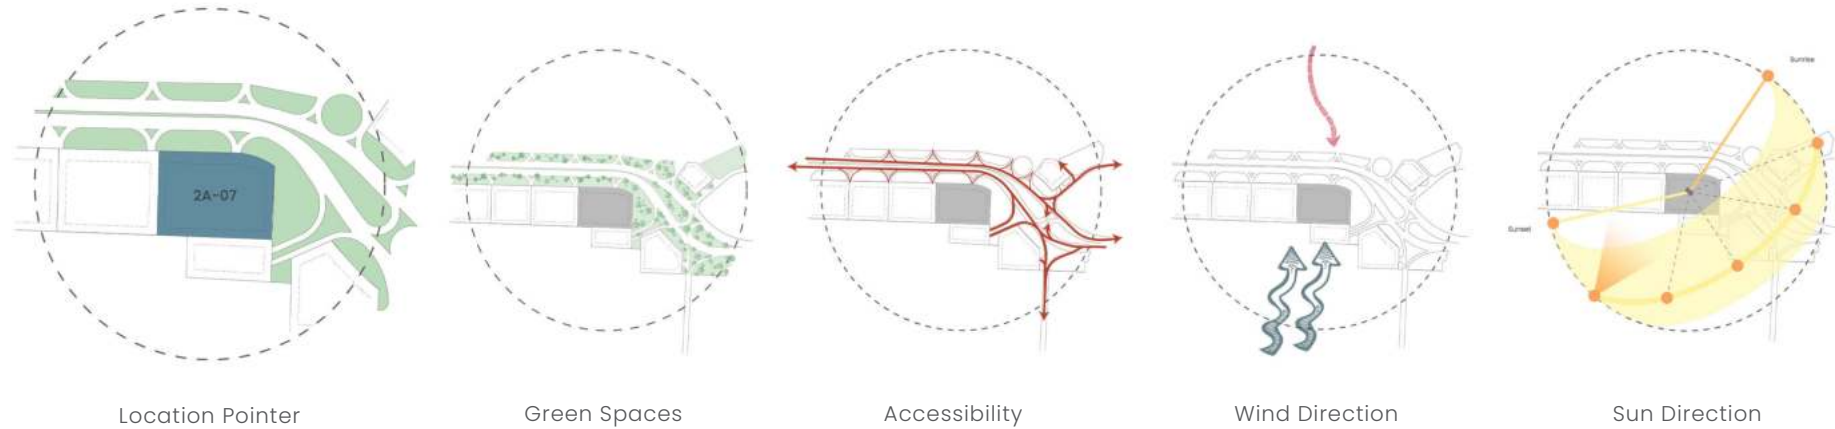 Sunrise
2A-07
Sunset
Location Pointer
Green Spaces
Accessibility
Wind Direction
Sun Direction